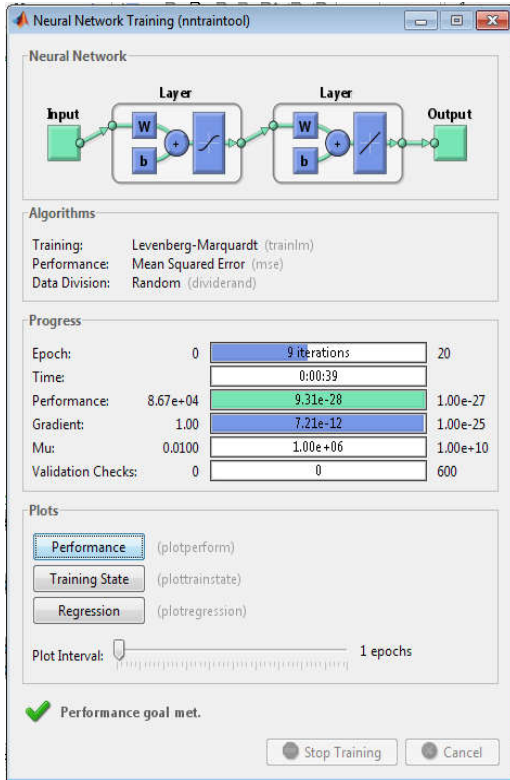 Neural Network Training (nntraintool)
Neural Network
Layer
Layer
Input
W
b
+
W
b
+
Output
Algorithms
Training: Levenberg-Marquardt (trainlm)
Performance: Mean Squared Error (mse)
Data Division: Random (dividerand)
Progress
Epoch: 0 9 iterations 20
Time: 0:00:39
Performance: 8.67e+04 9.31e-28 1.00e-27
Gradient: 1.00 7.21e-12 1.00e-25
Mu: 0.0100 1.00e+06 1.00e+10
Validation Checks: 0 0 600
Plots
Performance (plotperform)
Training State (plottrainstate)
Regression (plotregression)
Plot Interval: 1 epochs
Performance goal met.
Stop Training Cancel